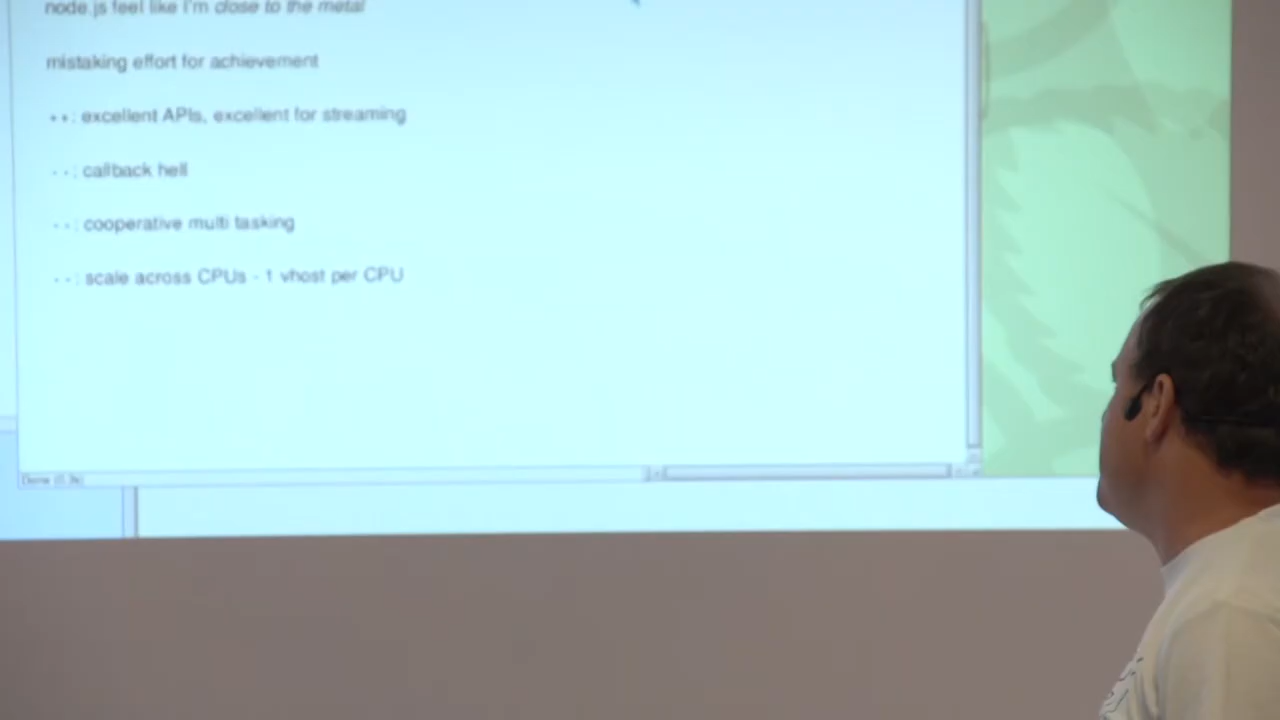 node.js feel like I'm close to the metal
mistaking effort for achievement
++: excellent APIs, excellent for streaming
--: callback hell
--: cooperative multi tasking
--: scale across CPUs - 1 vhost per CPU